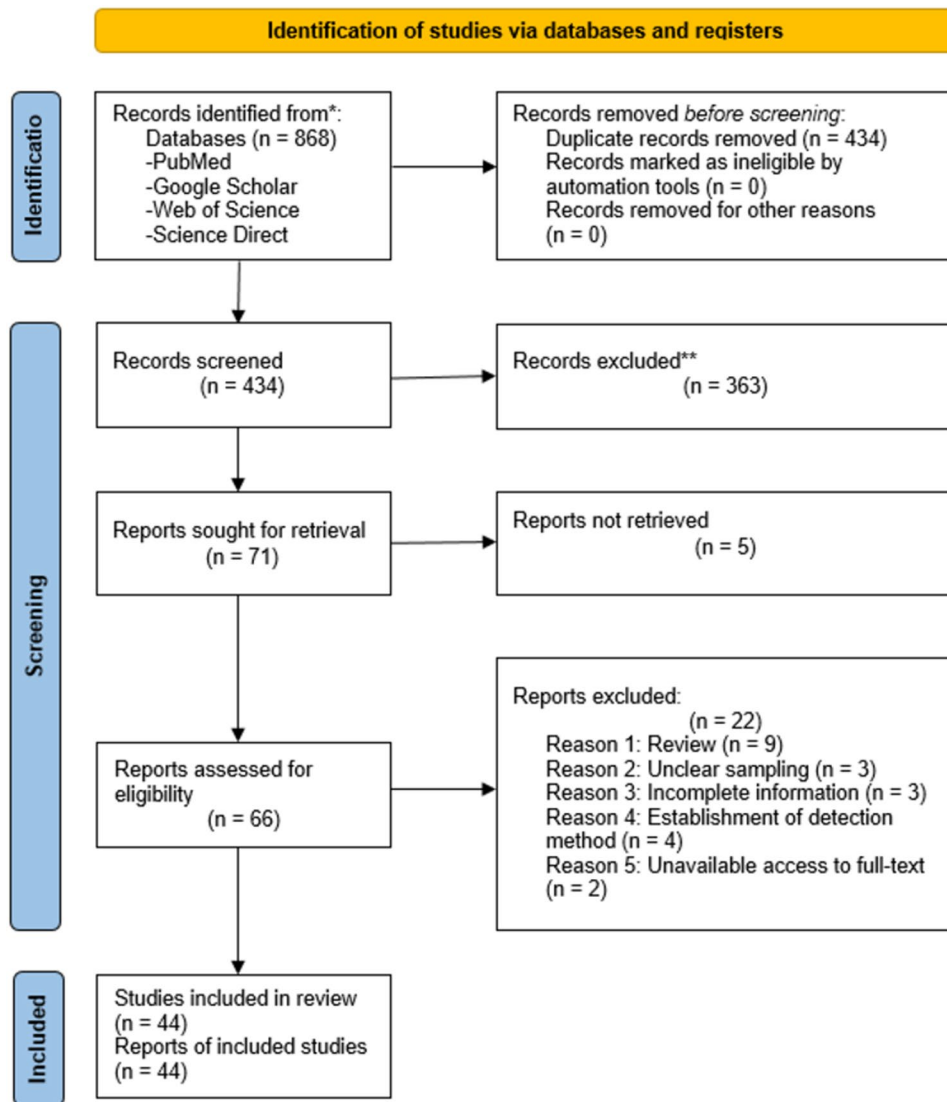 Identification of studies via databases and registers
Identificatio
Records identified from*:
Databases (n = 868)
-PubMed
-Google Scholar
-Web of Science
-Science Direct
Records removed before screening:
Duplicate records removed (n = 434)
Records marked as ineligible by
automation tools (n = 0)
Records removed for other reasons
(n = 0)
Screening
Records screened
(n = 434)
Records excluded**
(n = 363)
Reports sought for retrieval
(n = 71)
Reports not retrieved
(n = 5)
Reports assessed for
eligibility
(n = 66)
Reports excluded:
(n = 22)
Reason 1: Review (n = 9)
Reason 2: Unclear sampling (n = 3)
Reason 3: Incomplete information (n = 3)
Reason 4: Establishment of detection
method (n = 4)
Reason 5: Unavailable access to full-text
(n = 2)
Included
Studies included in review
(n = 44)
Reports of included studies
(n = 44)